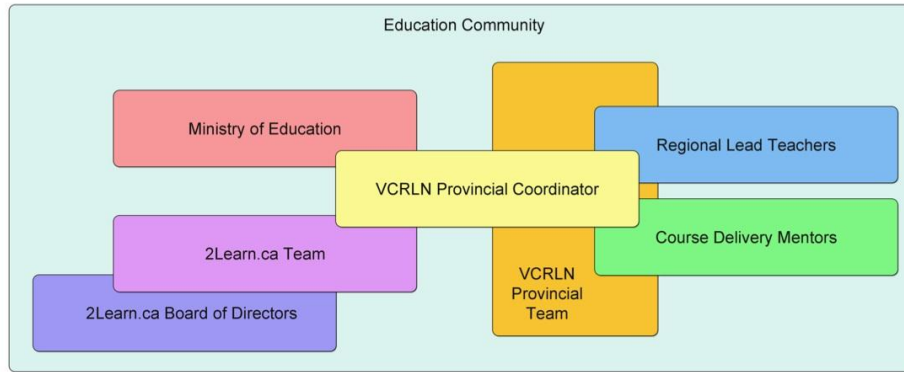 Education Community
Ministry of Education
Regional Lead Teachers
VCRLN Provincial Coordinator
2Learn.ca Team
Course Delivery Mentors
VCRLN
Provincial
Team
2Learn.ca Board of Directors